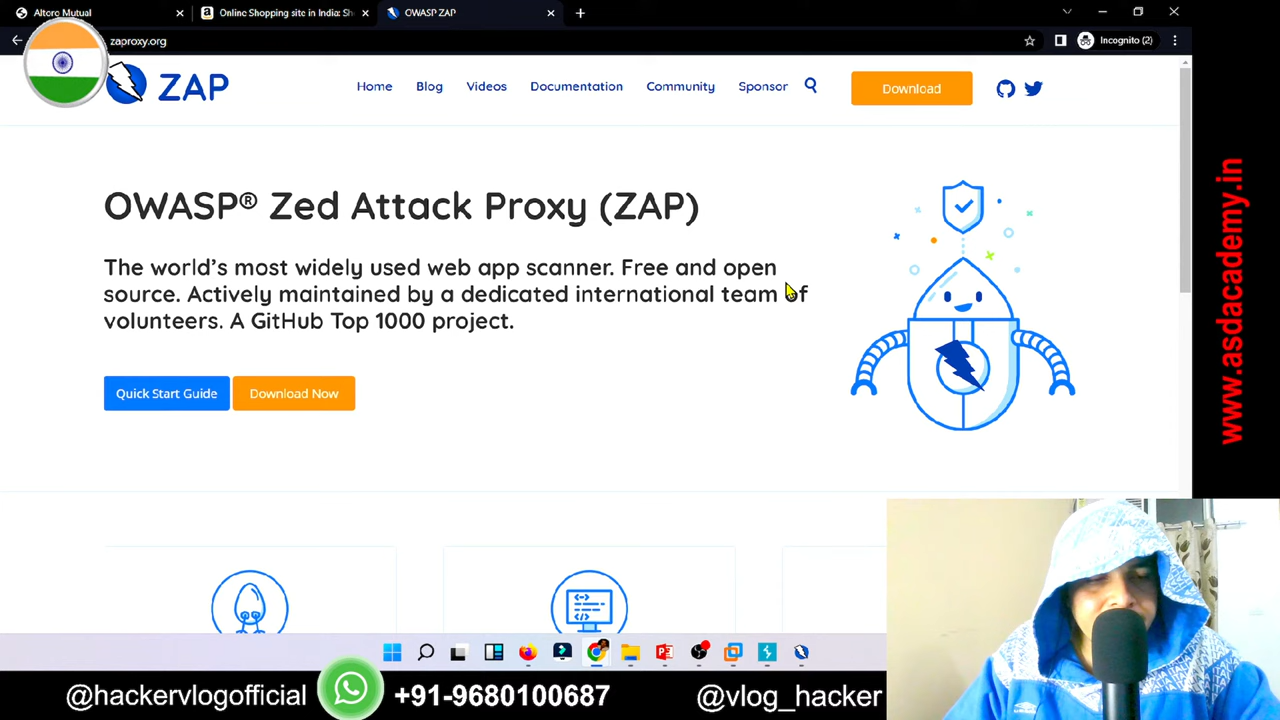 Altoro Mutual
Online Shopping site in India: Sh
OWASP ZAP
zaproxy.org
Incognito (2)
ZAP
Home
Blog
Videos
Documentation
Community
Sponsor
Download
OWASP® Zed Attack Proxy (ZAP)
The world's most widely used web app scanner. Free and open
source. Actively maintained by a dedicated international team of
volunteers. A GitHub Top 1000 project.
Quick Start Guide
Download Now
www.asdacademy.in
@hackervlogofficial
+91-9680100687
@vlog_hacker